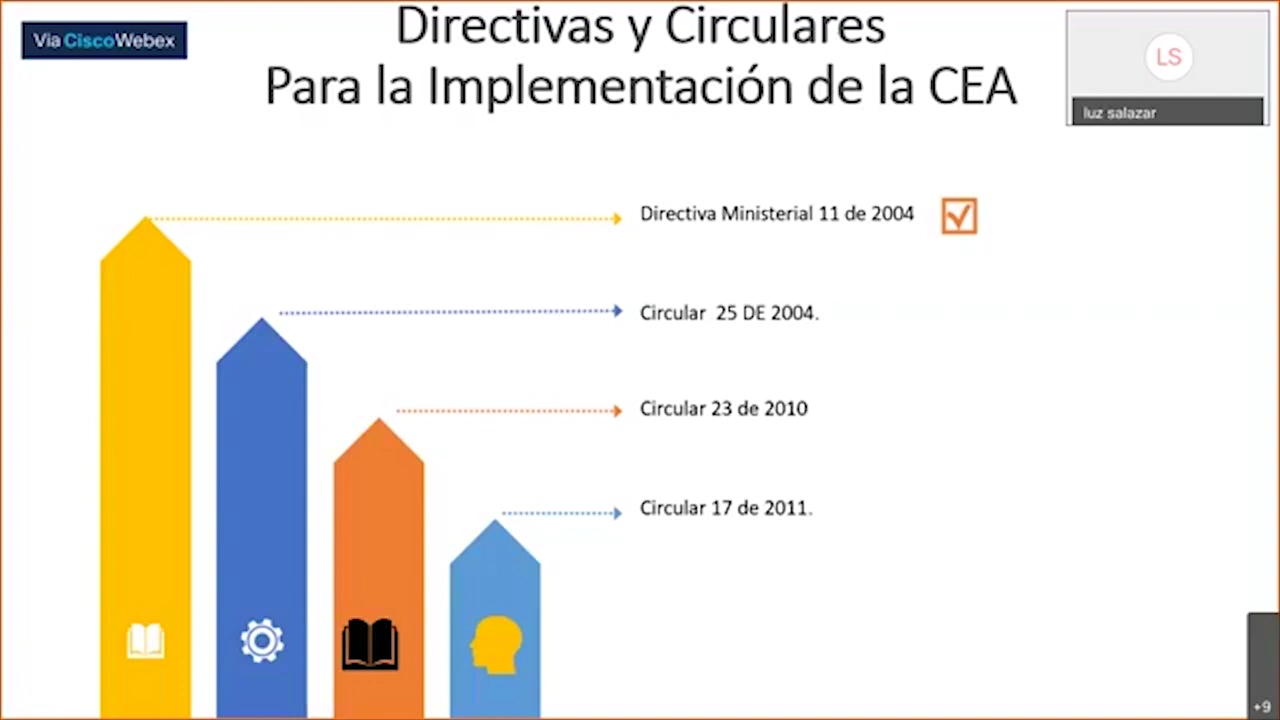 Directivas y Circulares
Para la Implementación de la CEA
Via CiscoWebex
LS
luz salazar
Directiva Ministerial 11 de 2004
Circular 25 DE 2004.
Circular 23 de 2010
Circular 17 de 2011.
+9